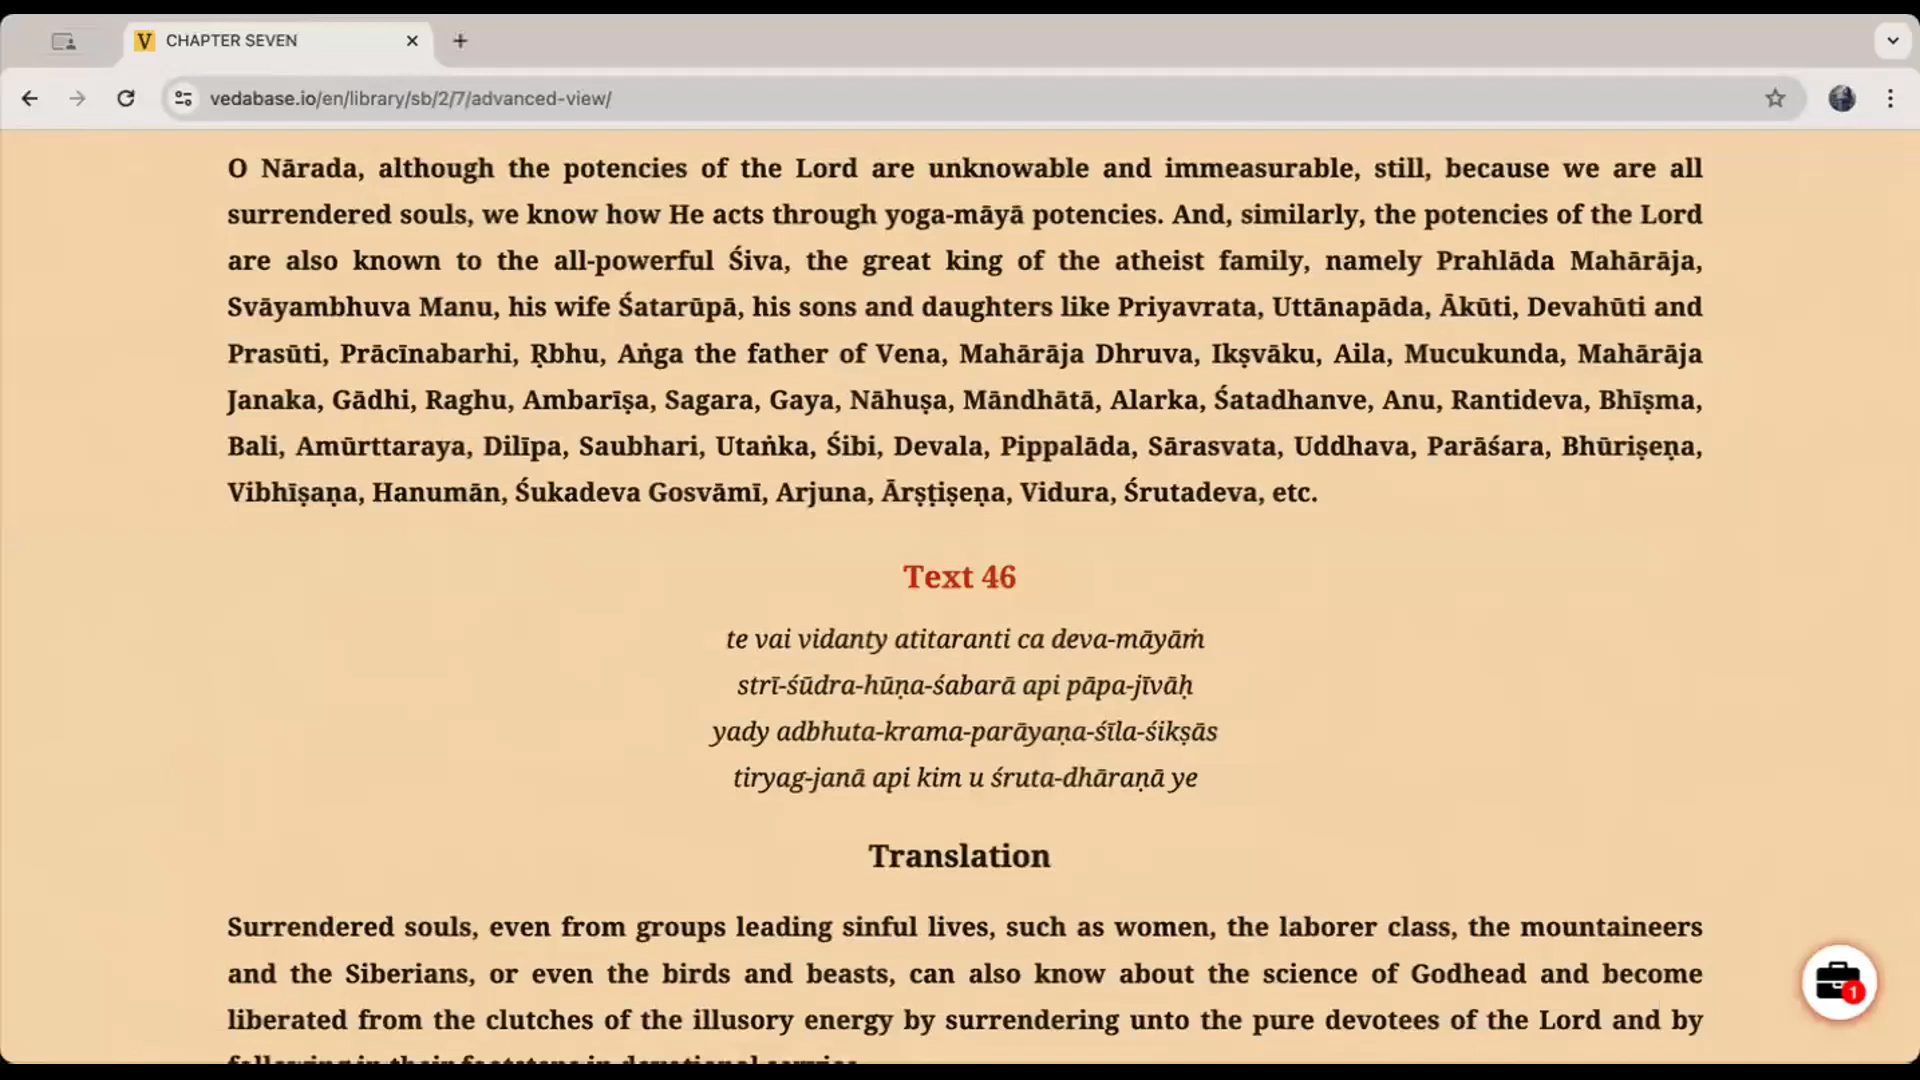 CHAPTER SEVEN
vedabase.io/en/library/sb/2/7/advanced-view/
O Nārada, although the potencies of the Lord are unknowable and immeasurable, still, because we are all
surrendered souls, we know how He acts through yoga-māyā potencies. And, similarly, the potencies of the Lord
are also known to the all-powerful Śiva, the great king of the atheist family, namely Prahlāda Mahārāja,
Svāyambhuva Manu, his wife Śatarūpā, his sons and daughters like Priyavrata, Uttānapāda, Ākūti, Devahūti and
Prasūti, Prācīnabarhi, Ṛbhu, Aṅga the father of Vena, Mahārāja Dhruva, Ikṣvāku, Aila, Mucukunda, Mahārāja
Janaka, Gādhi, Raghu, Ambarīṣa, Sagara, Gaya, Nāhuṣa, Māndhātā, Alarka, Śatadhanve, Anu, Rantideva, Bhīṣma,
Bali, Amūrttaraya, Dilīpa, Saubhari, Utaṅka, Śibi, Devala, Pippalāda, Sārasvata, Uddhava, Parāśara, Bhūriṣeṇa,
Vibhīṣaṇa, Hanumān, Śukadeva Gosvāmī, Arjuna, Ārṣṭiṣeṇa, Vidura, Śrutadeva, etc.
Text 46
te vai vidanty atitaranti ca deva-māyāṁ
strī-śūdra-hūṇa-śabarā api pāpa-jīvāḥ
yady adbhuta-krama-parāyaṇa-śīla-śikṣās
tiryag-janā api kim u śruta-dhāraṇā ye
Translation
Surrendered souls, even from groups leading sinful lives, such as women, the laborer class, the mountaineers
and the Siberians, or even the birds and beasts, can also know about the science of Godhead and become
liberated from the clutches of the illusory energy by surrendering unto the pure devotees of the Lord and by
following in their footsteps in devotional service.
1